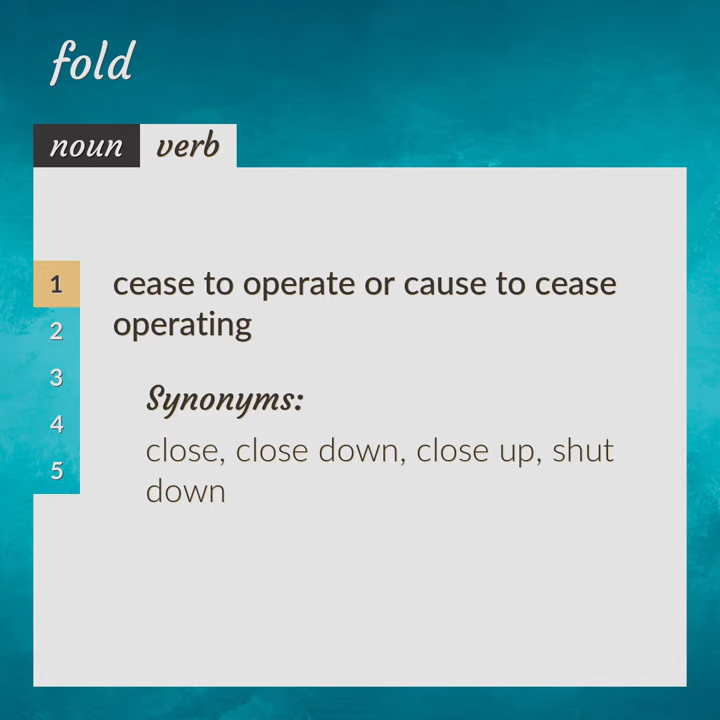 fold
noun
verb
1
cease to operate or cause to cease
operating
2
3
4
5
Synonyms:
close, close down, close up, shut
down